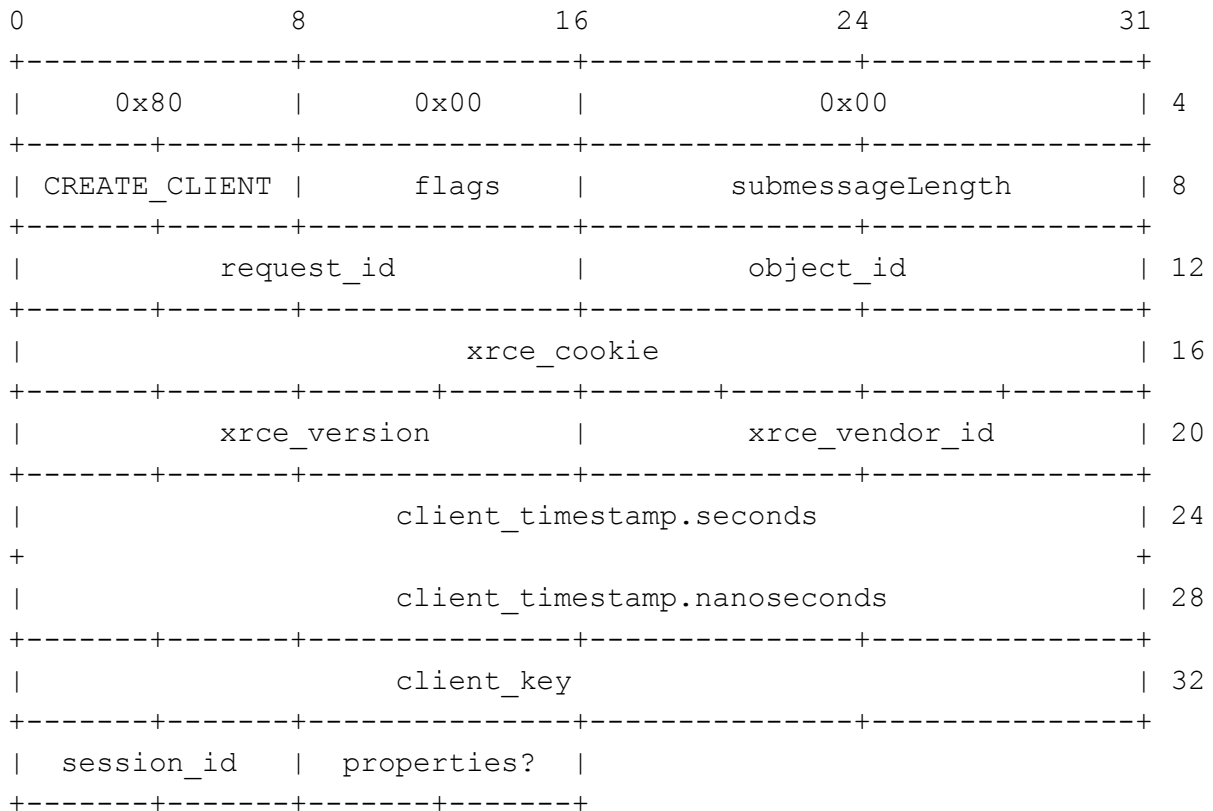 0               8              16              24              31
+---------------+---------------+---------------+---------------+
|      0x80     |      0x00     |             0x00              | 4
+-------+-------+---------------+---------------+---------------+
| CREATE_CLIENT |      flags    |        submessageLength       | 8
+-------+-------+---------------+---------------+---------------+
|           request_id          |         object_id             | 12
+-------+-------+---------------+---------------+---------------+
|                         xrce_cookie                           | 16
+-------+-------+-------+-------+-------+-------+-------+-------+
|           xrce_version        |         xrce_vendor_id        | 20
+-------+-------+---------------+---------------+---------------+
|                     client_timestamp.seconds                  | 24
+                                                               +
|                     client_timestamp.nanoseconds              | 28
+-------+-------+---------------+---------------+---------------+
|                     client_key                                | 32
+-------+-------+---------------+---------------+---------------+
|  session_id   |  properties?  |
+-------+-------+-------+-------+